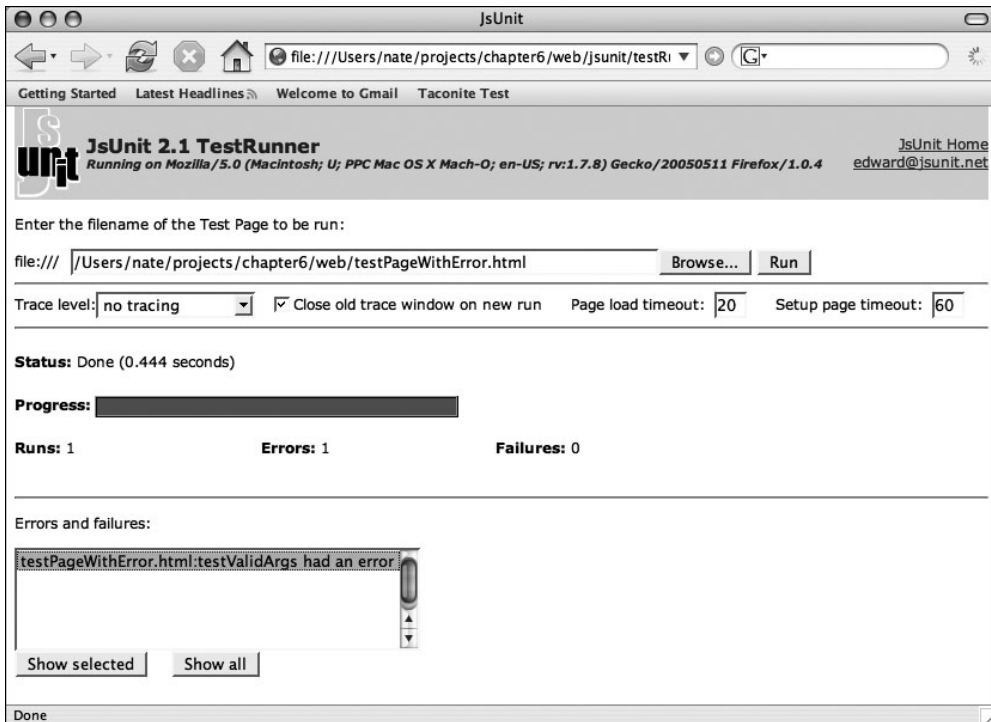 JsUnit
file:///Users/nate/projects/chapter6/web/jsunit/testRu
G
Getting Started Latest Headlines Welcome to Gmail Taconite Test
Js Unit
JsUnit 2.1 TestRunner JsUnit Home
Running on Mozilla/5.0 (Macintosh; U; PPC Mac OS X Mach-O; en-US; rv:1.7.8) Gecko/20050511 Firefox/1.0.4 edward@jsunit.net
Enter the filename of the Test Page to be run:
file:/// /Users/nate/projects/chapter6/web/testPageWithError.html Browse... Run
Trace level: no tracing Close old trace window on new run Page load timeout: 20 Setup page timeout: 60
Status: Done (0.444 seconds)
Progress:
Runs: 1 Errors: 1 Failures: 0
Errors and failures:
testPageWithError.html:testValidArgs had an error
Show selected Show all
Done